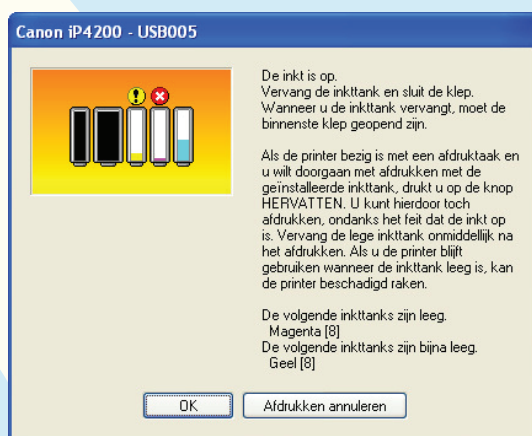 Canon iP4200 - USB005
De inkt is op.
Vervang de inkttank en sluit de klep.
Wanneer u de inkttank vervangt, moet de
binnenste klep geopend zijn.
Als de printer bezig is met een afdruktaak en
u wilt doorgaan met afdrukken met de
geïnstalleerde inkttank, drukt u op de knop
HERVATTEN. U kunt hierdoor toch
afdrukken, ondanks het feit dat de inkt op
is. Vervang de lege inkttank onmiddellijk na
het afdrukken. Als u de printer blijft
gebruiken wanneer de inkttank leeg is, kan
de printer beschadigd raken.
De volgende inkttanks zijn leeg.
Magenta [8]
De volgende inkttanks zijn bijna leeg.
Geel [8]
OK
Afdrukken annuleren